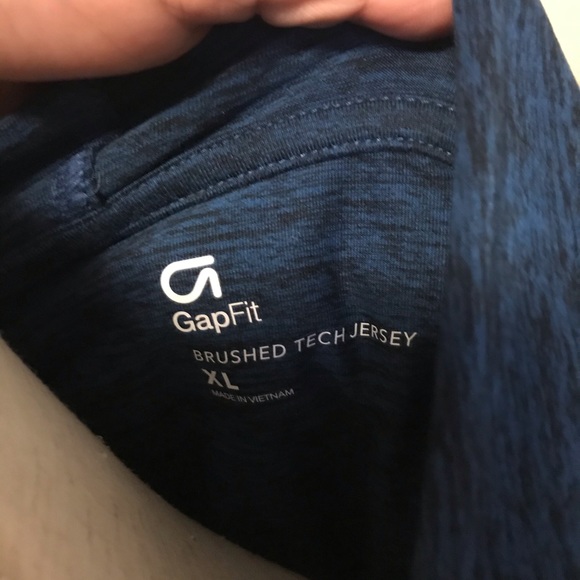 GapFit
BRUSHED TECH JERSEY
XL
MADE IN VIETNAM